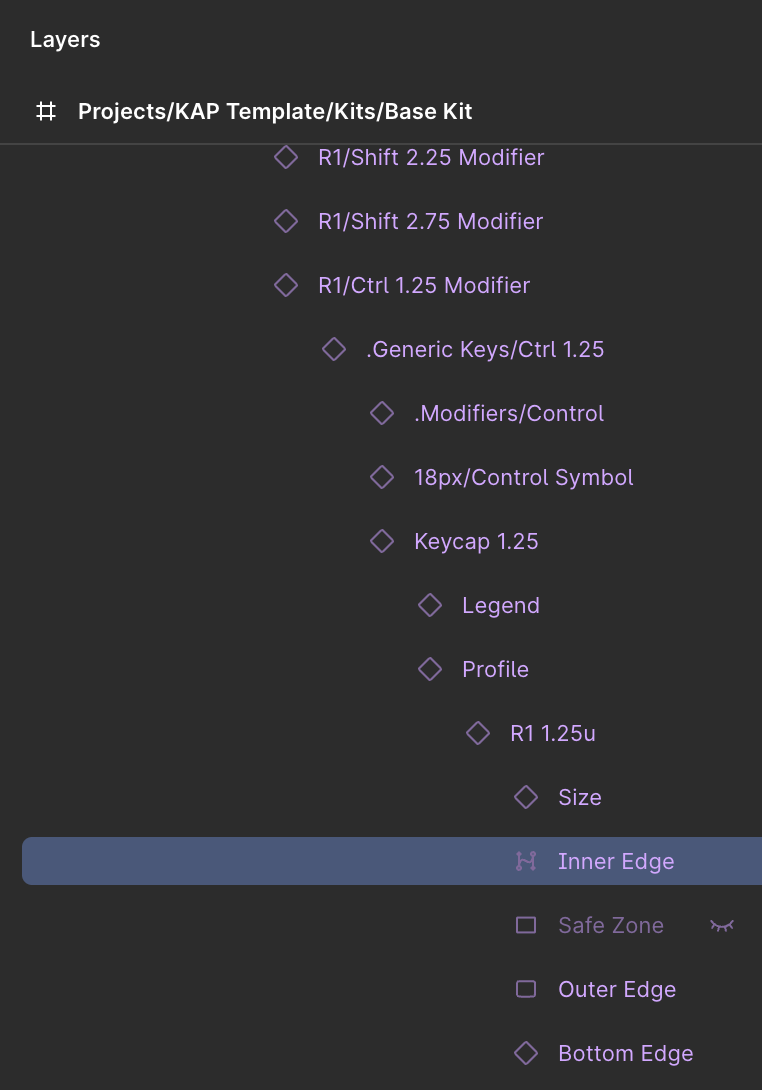 Layers
Projects/KAP Template/Kits/Base Kit
R1/Shift 2.25 Modifier
R1/Shift 2.75 Modifier
R1/Ctrl 1.25 Modifier
.Generic Keys/Ctrl 1.25
.Modifiers/Control
18px/Control Symbol
Keycap 1.25
Legend
Profile
R1 1.25u
Size
Inner Edge
Safe Zone
Outer Edge
Bottom Edge